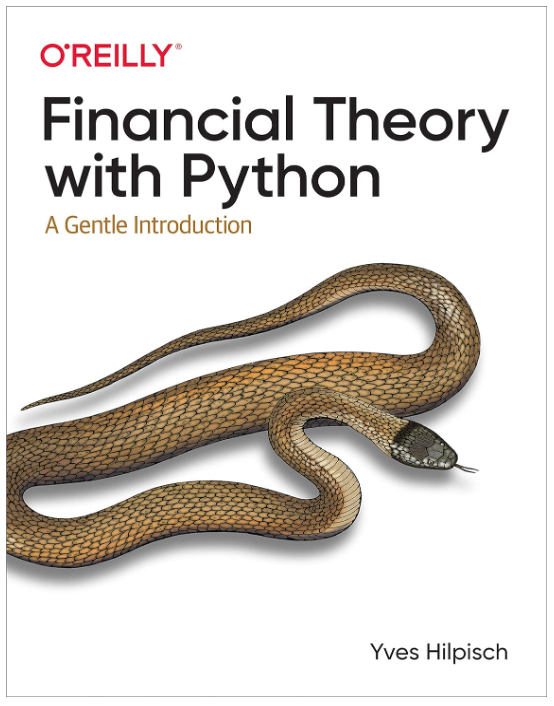 O'REILLY®
Financial Theory
with Python
A Gentle Introduction
Yves Hilpisch